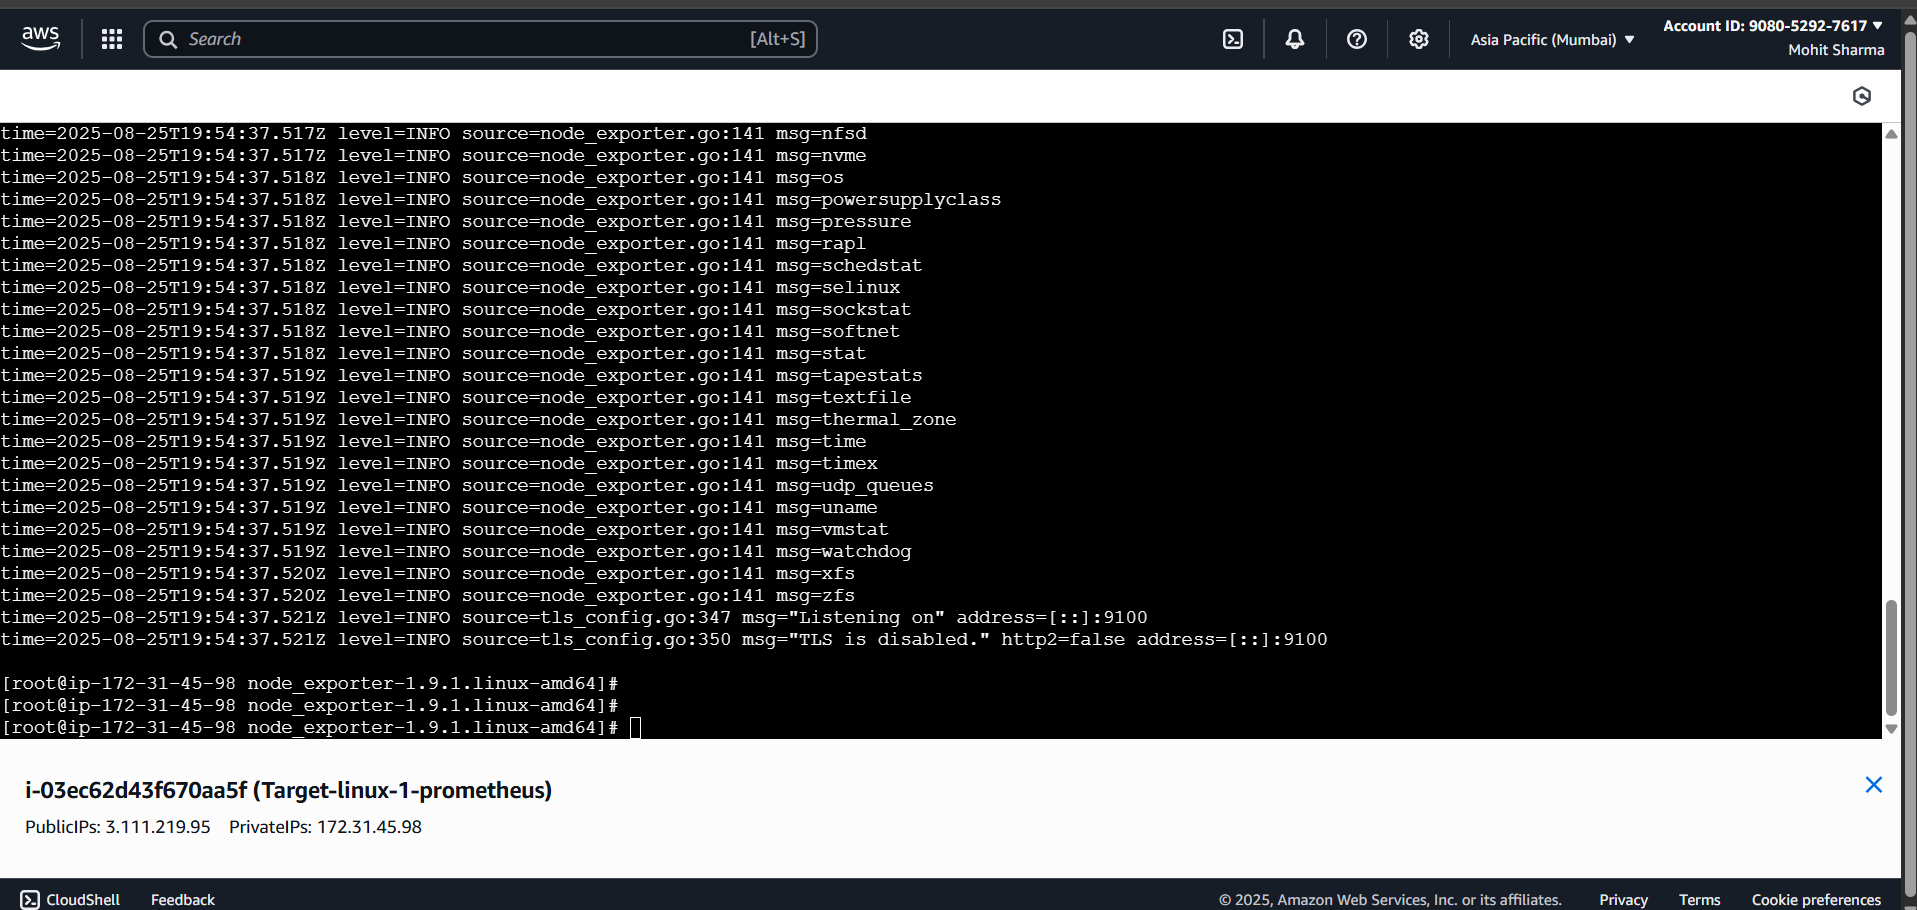 aws
Search [Alt+S]
Asia Pacific (Mumbai)
Account ID: 9080-5292-7617
Mohit Sharma
time=2025-08-25T19:54:37.517Z level=INFO source=node_exporter.go:141 msg=nfsd
time=2025-08-25T19:54:37.517Z level=INFO source=node_exporter.go:141 msg=nvme
time=2025-08-25T19:54:37.518Z level=INFO source=node_exporter.go:141 msg=os
time=2025-08-25T19:54:37.518Z level=INFO source=node_exporter.go:141 msg=powersupplyclass
time=2025-08-25T19:54:37.518Z level=INFO source=node_exporter.go:141 msg=pressure
time=2025-08-25T19:54:37.518Z level=INFO source=node_exporter.go:141 msg=rapl
time=2025-08-25T19:54:37.518Z level=INFO source=node_exporter.go:141 msg=schedstat
time=2025-08-25T19:54:37.518Z level=INFO source=node_exporter.go:141 msg=selinux
time=2025-08-25T19:54:37.518Z level=INFO source=node_exporter.go:141 msg=sockstat
time=2025-08-25T19:54:37.518Z level=INFO source=node_exporter.go:141 msg=softnet
time=2025-08-25T19:54:37.518Z level=INFO source=node_exporter.go:141 msg=stat
time=2025-08-25T19:54:37.519Z level=INFO source=node_exporter.go:141 msg=tapestats
time=2025-08-25T19:54:37.519Z level=INFO source=node_exporter.go:141 msg=textfile
time=2025-08-25T19:54:37.519Z level=INFO source=node_exporter.go:141 msg=thermal_zone
time=2025-08-25T19:54:37.519Z level=INFO source=node_exporter.go:141 msg=time
time=2025-08-25T19:54:37.519Z level=INFO source=node_exporter.go:141 msg=timex
time=2025-08-25T19:54:37.519Z level=INFO source=node_exporter.go:141 msg=udp_queues
time=2025-08-25T19:54:37.519Z level=INFO source=node_exporter.go:141 msg=uname
time=2025-08-25T19:54:37.519Z level=INFO source=node_exporter.go:141 msg=vmstat
time=2025-08-25T19:54:37.519Z level=INFO source=node_exporter.go:141 msg=watchdog
time=2025-08-25T19:54:37.520Z level=INFO source=node_exporter.go:141 msg=xfs
time=2025-08-25T19:54:37.520Z level=INFO source=node_exporter.go:141 msg=zfs
time=2025-08-25T19:54:37.521Z level=INFO source=tls_config.go:347 msg="Listening on" address=[::]:9100
time=2025-08-25T19:54:37.521Z level=INFO source=tls_config.go:350 msg="TLS is disabled." http2=false address=[::]:9100
[root@ip-172-31-45-98 node_exporter-1.9.1.linux-amd64]#
[root@ip-172-31-45-98 node_exporter-1.9.1.linux-amd64]#
[root@ip-172-31-45-98 node_exporter-1.9.1.linux-amd64]#
i-03ec62d43f670aa5f (Target-linux-1-prometheus)
PublicIPs: 3.111.219.95 PrivateIPs: 172.31.45.98
CloudShell Feedback © 2025, Amazon Web Services, Inc. or its affiliates. Privacy Terms Cookie preferences